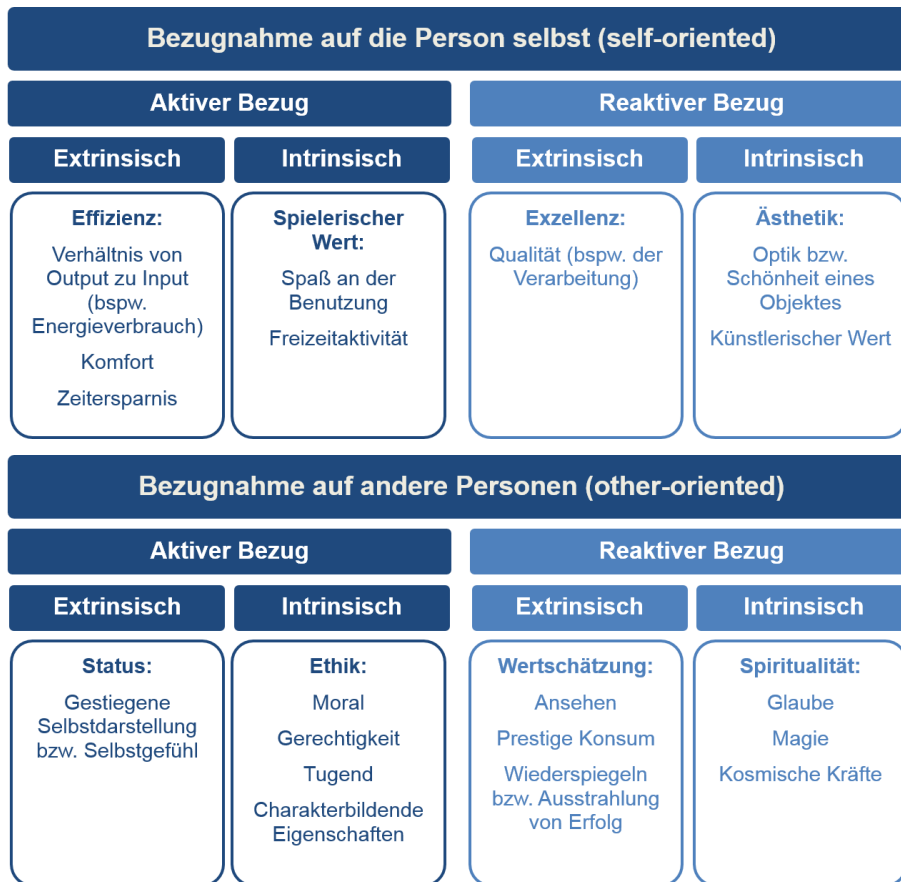 Bezugnahme auf die Person selbst (self-oriented)
Aktiver Bezug
Reaktiver Bezug
Extrinsisch
Intrinsisch
Extrinsisch
Intrinsisch
Effizienz:
Verhältnis von
Output zu Input
(bspw.
Energieverbrauch)
Komfort
Zeitersparnis
Spielerischer
Wert:
Spaß an der
Benutzung
Freizeitaktivität
Exzellenz:
Qualität (bspw. der
Verarbeitung)
Ästhetik:
Optik bzw.
Schönheit eines
Objektes
Künstlerischer Wert
Bezugnahme auf andere Personen (other-oriented)
Aktiver Bezug
Reaktiver Bezug
Extrinsisch
Intrinsisch
Extrinsisch
Intrinsisch
Status:
Gestiegene
Selbstdarstellung
bzw. Selbstgefühl
Ethik:
Moral
Gerechtigkeit
Tugend
Charakterbildende
Eigenschaften
Wertschätzung:
Ansehen
Prestige Konsum
Wiederspiegeln
bzw. Ausstrahlung
von Erfolg
Spiritualität:
Glaube
Magie
Kosmische Kräfte